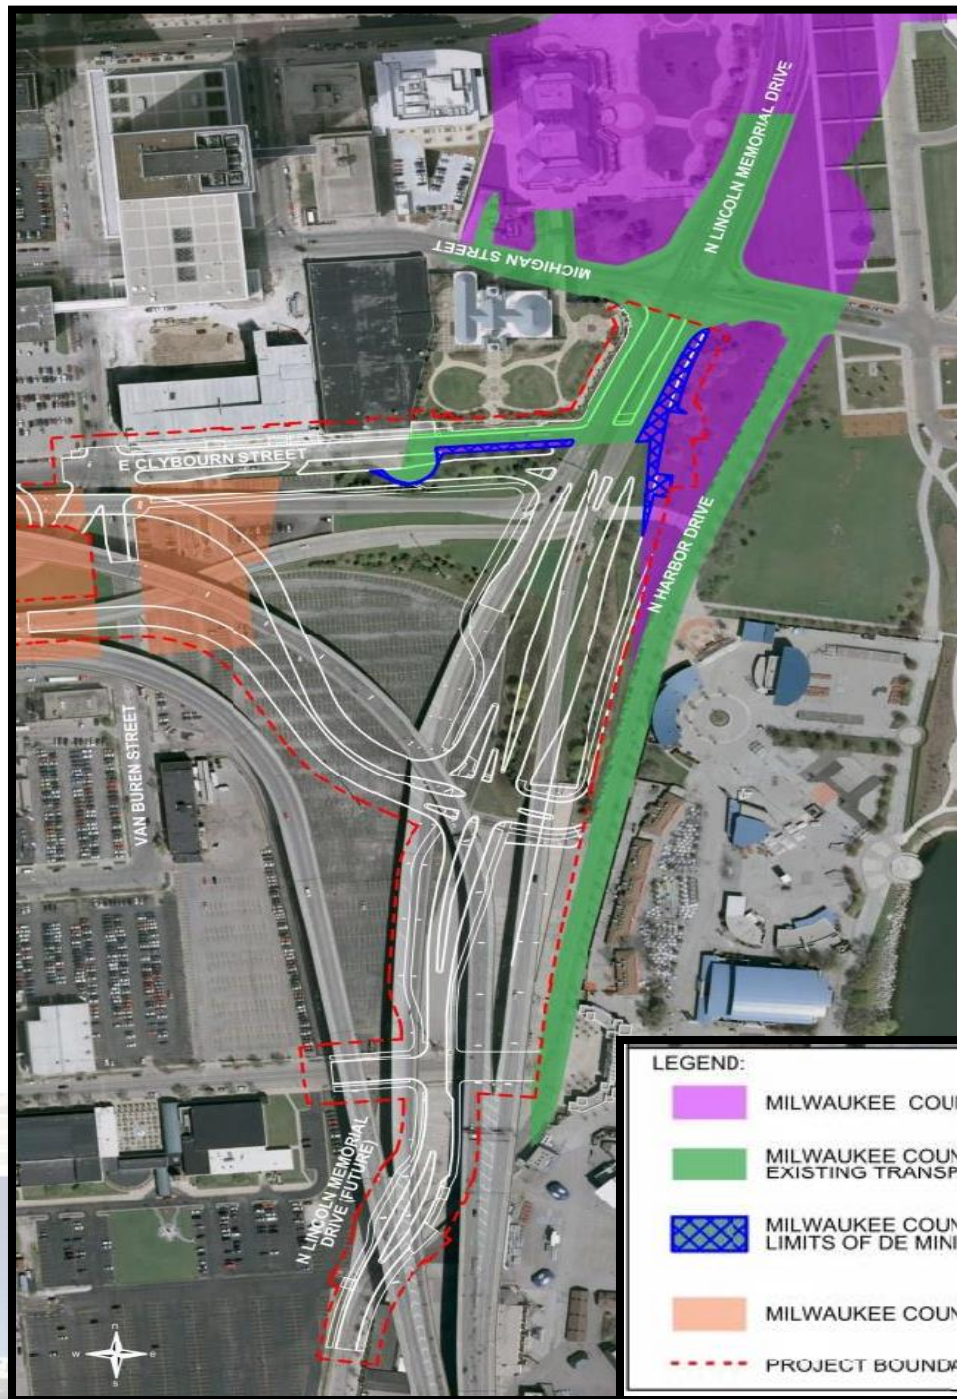 N LINCOLN MEMORIAL DRIVE
MICHIGAN STREET
E CLYBOURN STREET
N HARBOR DRIVE
VAN BUREN STREET
N LINCOLN MEMORIAL
DRIVE (FUTURE)
n
w e
s
LEGEND:
MILWAUKEE COU
MILWAUKEE COUN
EXISTING TRANSP
MILWAUKEE COUN
LIMITS OF DE MINI
MILWAUKEE COUN
PROJECT BOUNDA